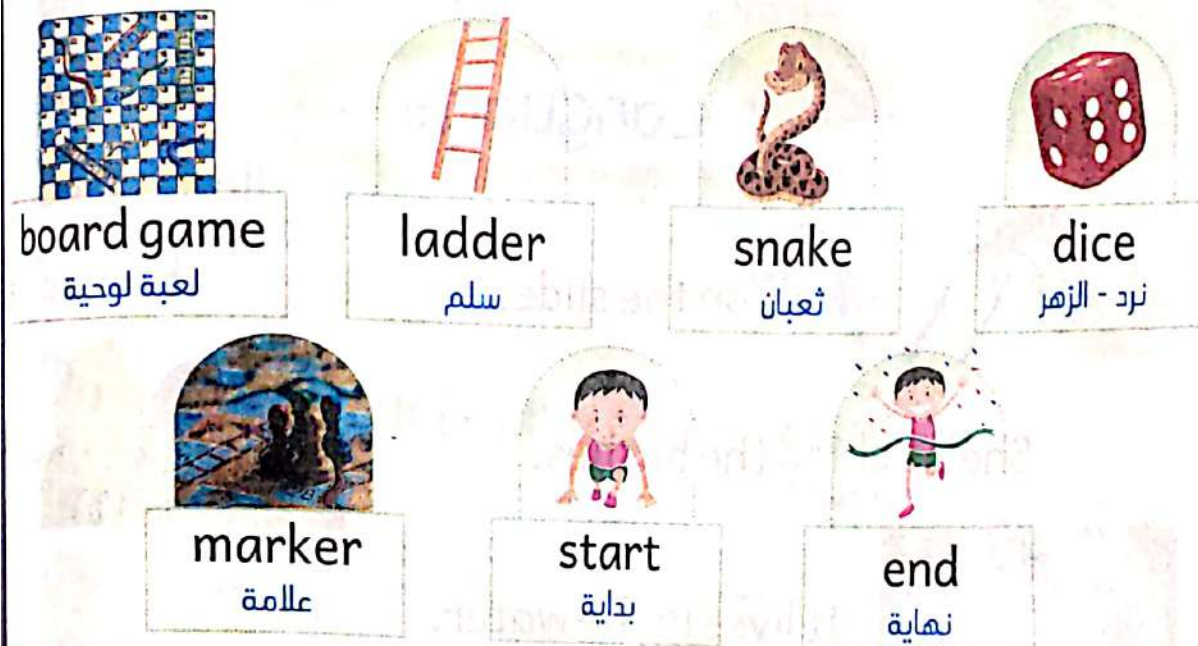 board game
لعبة لوحية
ladder
سلم
snake
ثعبان
dice
نرد - الزهر
marker
علامة
start
بداية
end
نهاية